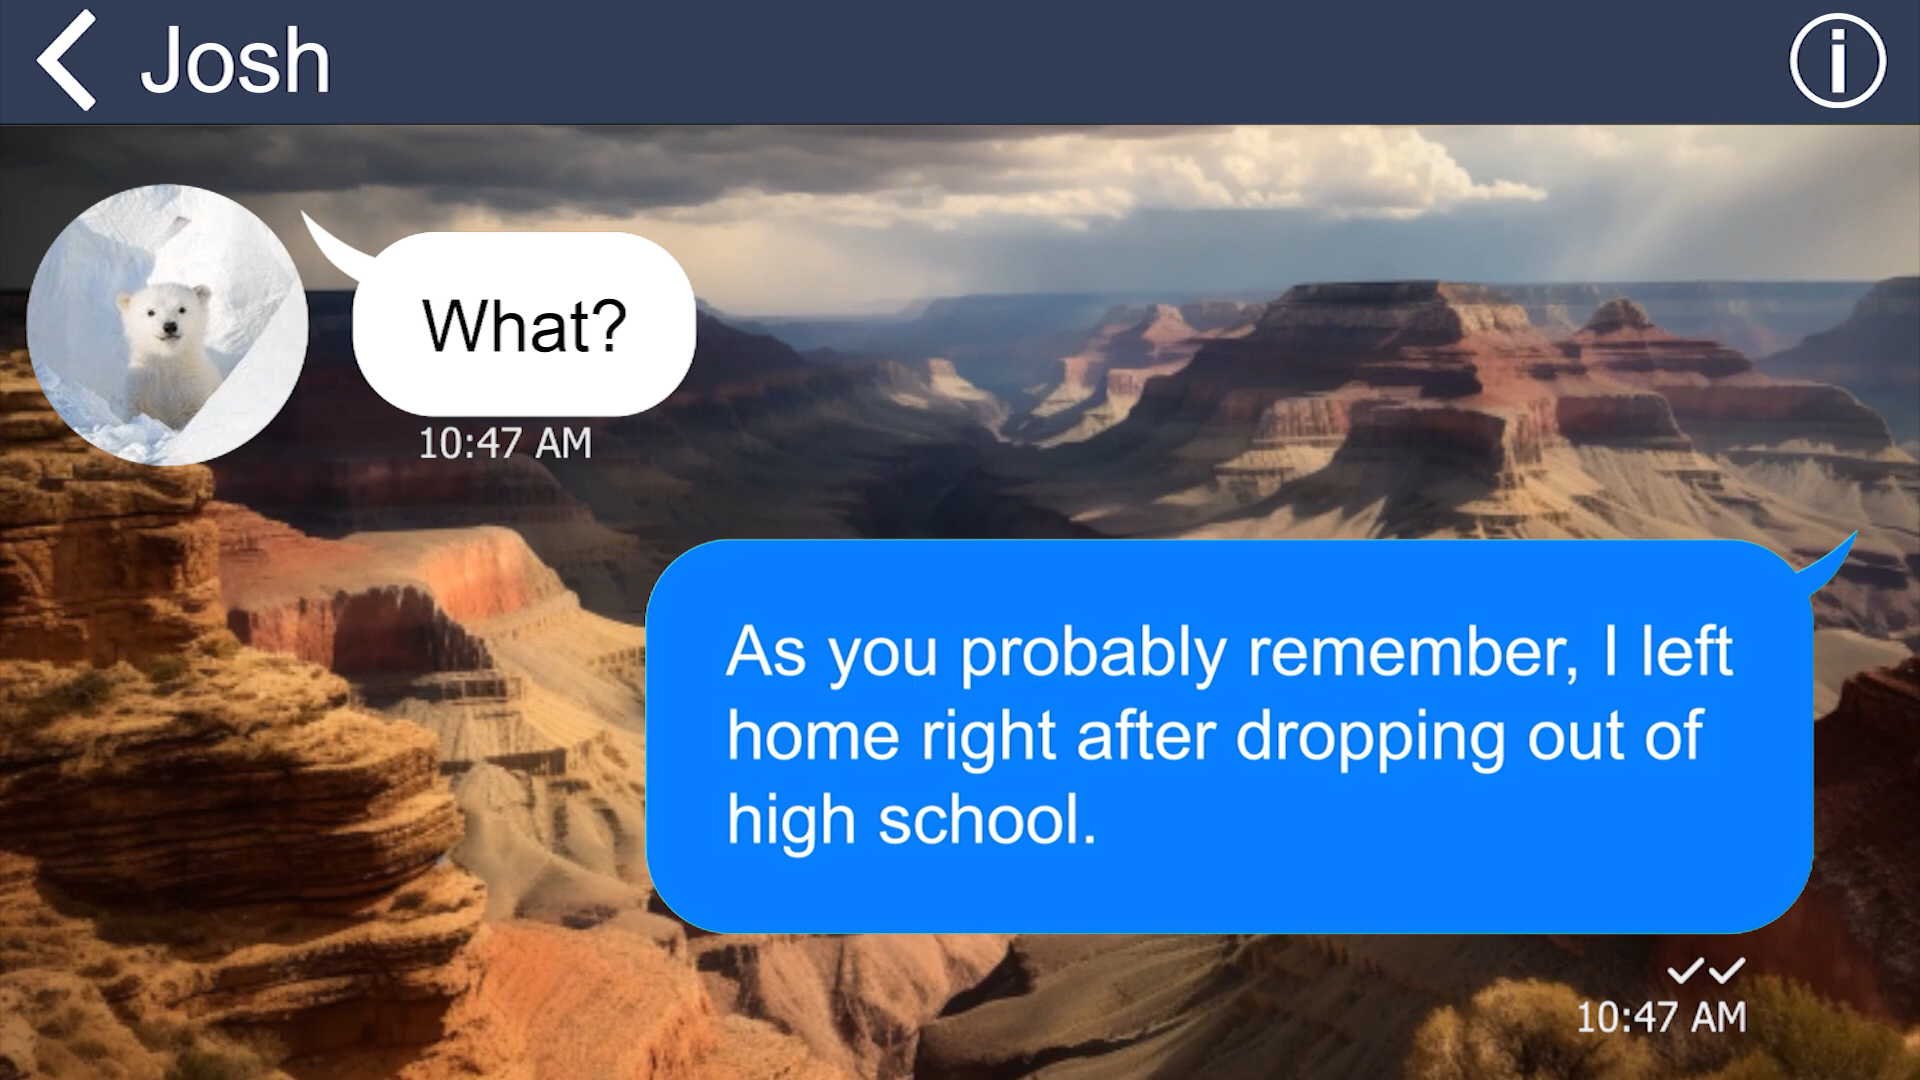 Josh
What?
10:47 AM
As you probably remember, I left
home right after dropping out of
high school.
10:47 AM